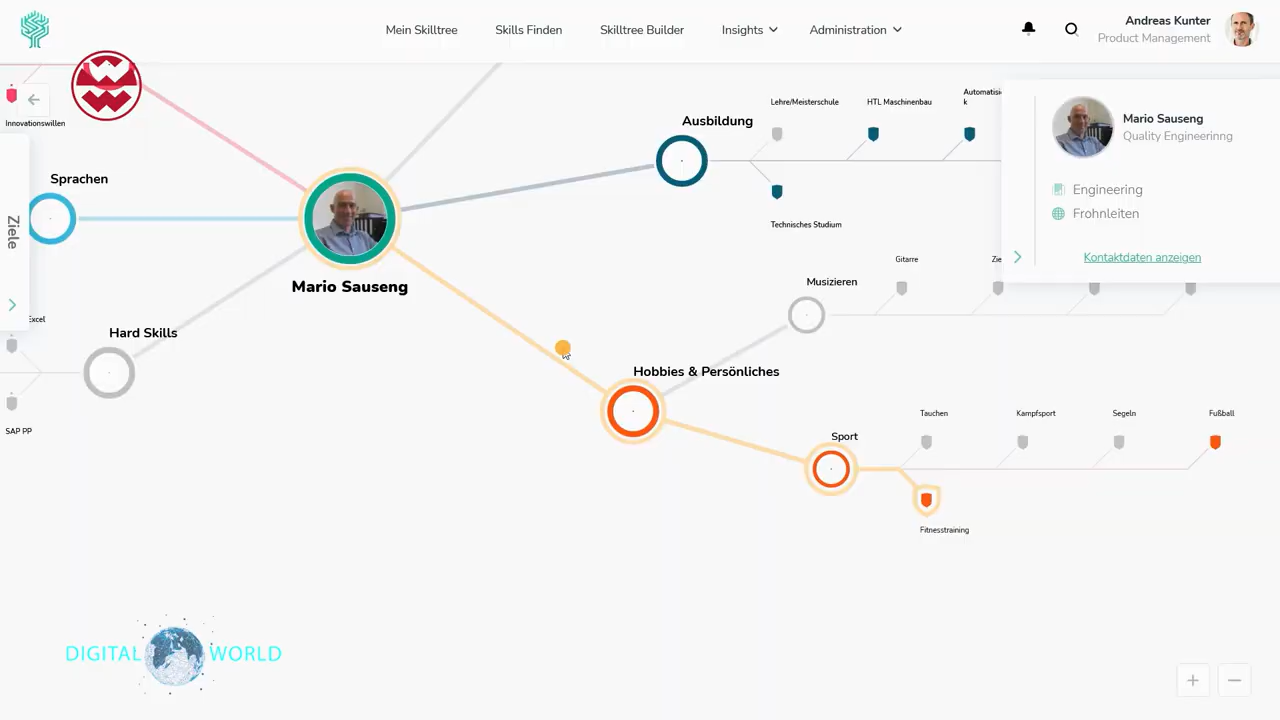 Mein Skilltree
Skills Finden
Skilltree Builder
Insights
Administration
Andreas Kunter
Product Management
Innovationswillen
Sprachen
Ziele
Mario Sauseng
Hard Skills
Excel
SAP PP
Ausbildung
Lehre/Meisterschule
HTL Maschinenbau
Technisches Studium
Mario Sauseng
Quality Engineerinng
Engineering
Frohnleiten
Kontaktdaten anzeigen
Musizieren
Gitarre
Hobbies & Persönliches
Sport
Tauchen
Kampfsport
Segeln
Fußball
Fitnesstraining
DIGITAL WORLD